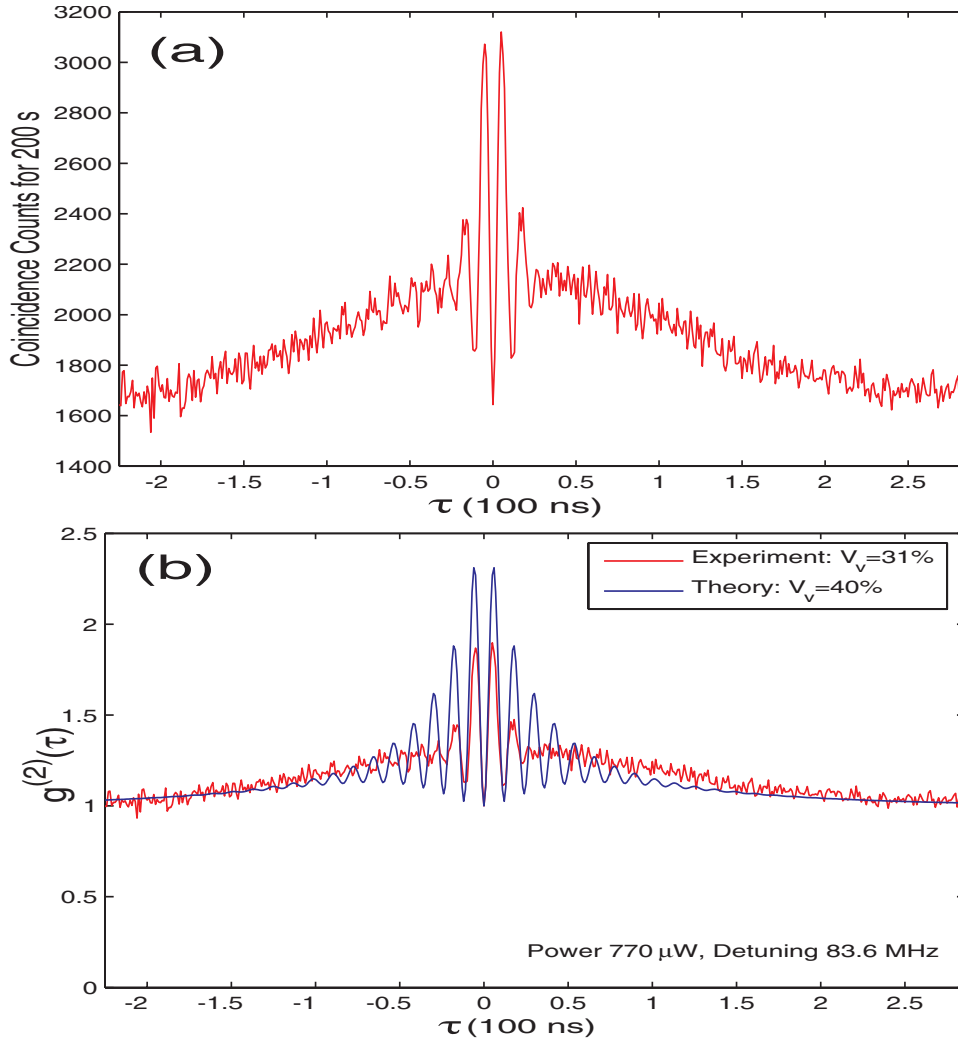 (a)
Coincidence Counts for 200 s
3200
3000
2800
2600
2400
2200
2000
1800
1600
1400
-2 -1.5 -1 -0.5 0 0.5 1 1.5 2 2.5
τ (100 ns)
(b)
g(2)(τ)
2.5
2
1.5
1
0.5
0
Experiment: Vv=31%
Theory: Vv=40%
Power 770 μW, Detuning 83.6 MHz
-2 -1.5 -1 -0.5 0 0.5 1 1.5 2 2.5
τ (100 ns)